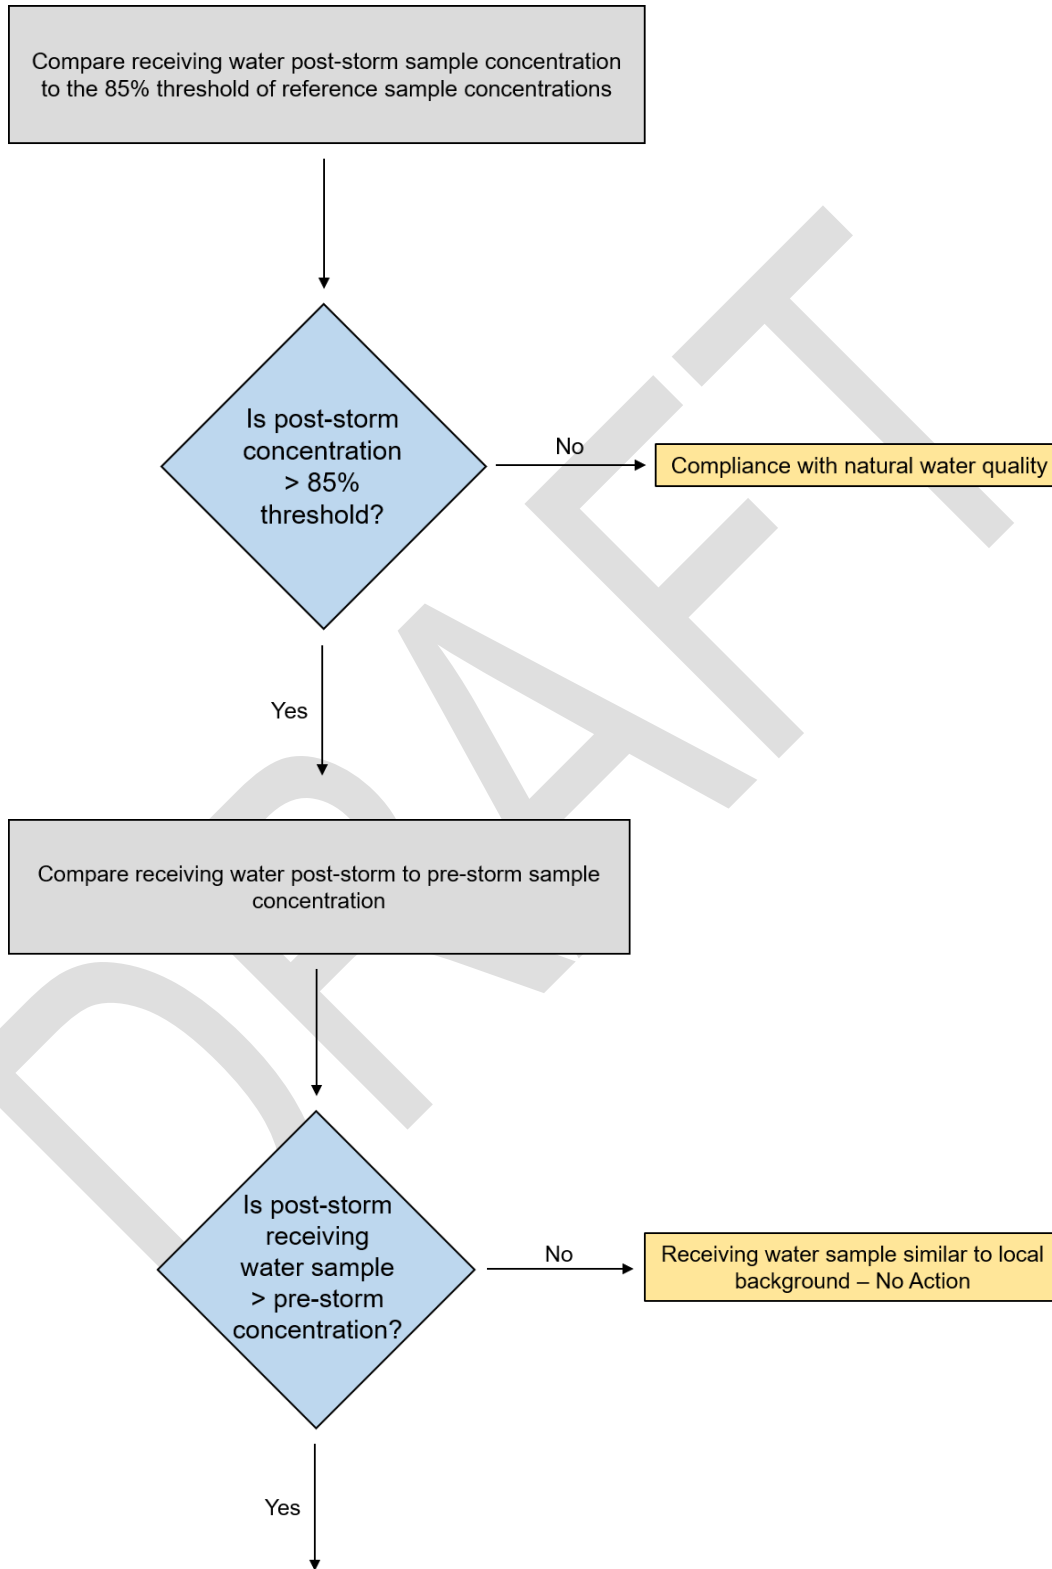 Compare receiving water post-storm sample concentration
to the 85% threshold of reference sample concentrations
Is post-storm
concentration
> 85%
threshold?
No
Compliance with natural water quality
Yes
DRAFT
Compare receiving water post-storm to pre-storm sample
concentration
Is post-storm
receiving
water sample
> pre-storm
concentration?
No
Receiving water sample similar to local
background – No Action
Yes